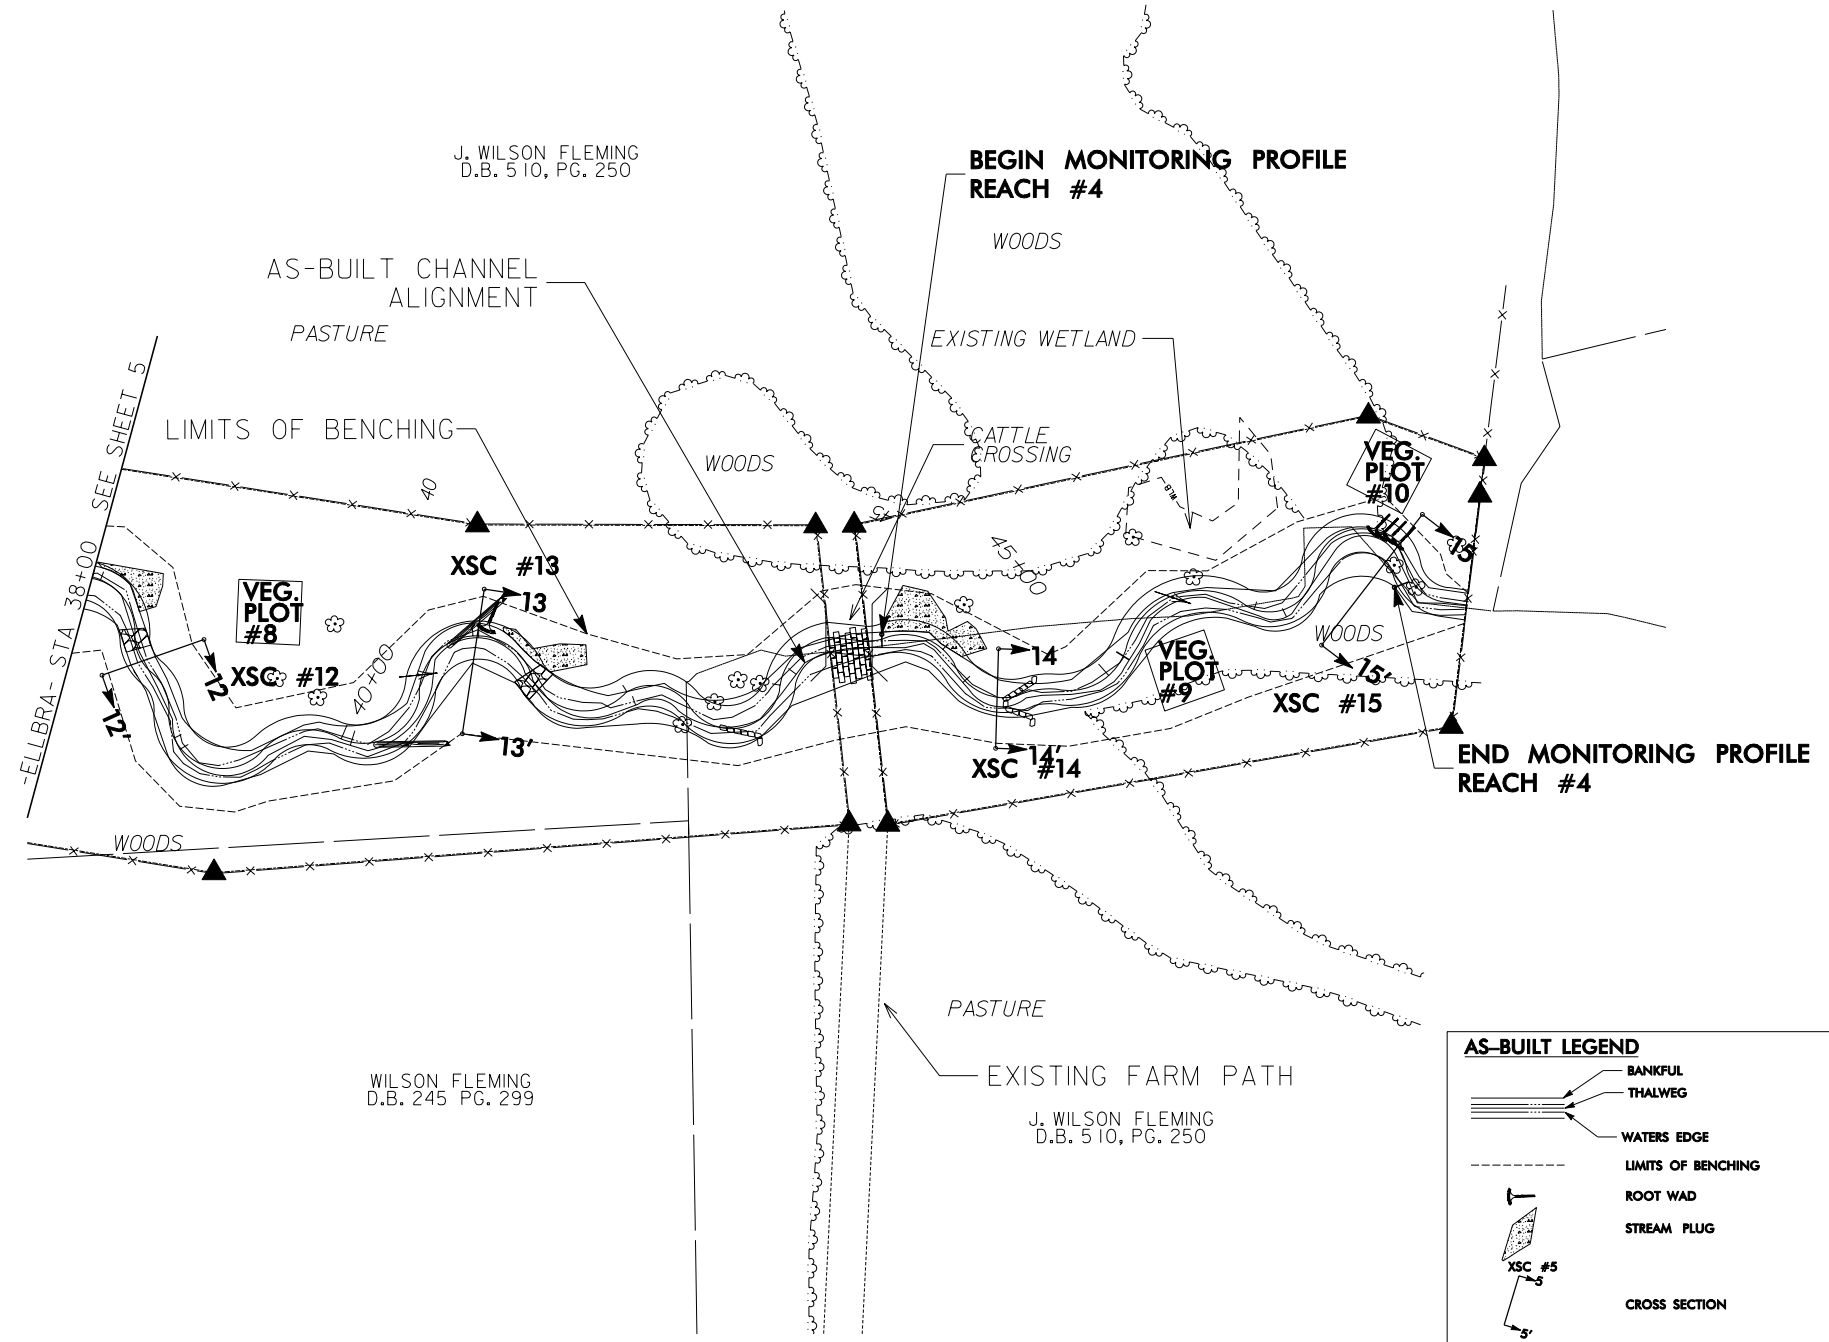 J. WILSON FLEMING
D.B. 510, PG. 250
BEGIN MONITORING PROFILE
REACH #4
WOODS
AS-BUILT CHANNEL
ALIGNMENT
PASTURE
EXISTING WETLAND
LIMITS OF BENCHING
CATTLE
CROSSING
WOODS
-ELLBRA- STA 38+00 SEE SHEET 5
40
VEG.
PLOT
#10
WLB
45+00
15
XSC #13
13
VEG.
PLOT
#8
WOODS
14
VEG.
PLOT
#9
15'
XSC #12
12
12'
40+00
XSC #15
13'
14'
XSC #14
END MONITORING PROFILE
REACH #4
WOODS
PASTURE
EXISTING FARM PATH
WILSON FLEMING
D.B. 245 PG. 299
J. WILSON FLEMING
D.B. 510, PG. 250
AS-BUILT LEGEND
BANKFUL
THALWEG
WATERS EDGE
LIMITS OF BENCHING
ROOT WAD
STREAM PLUG
XSC #5
5
CROSS SECTION
5'